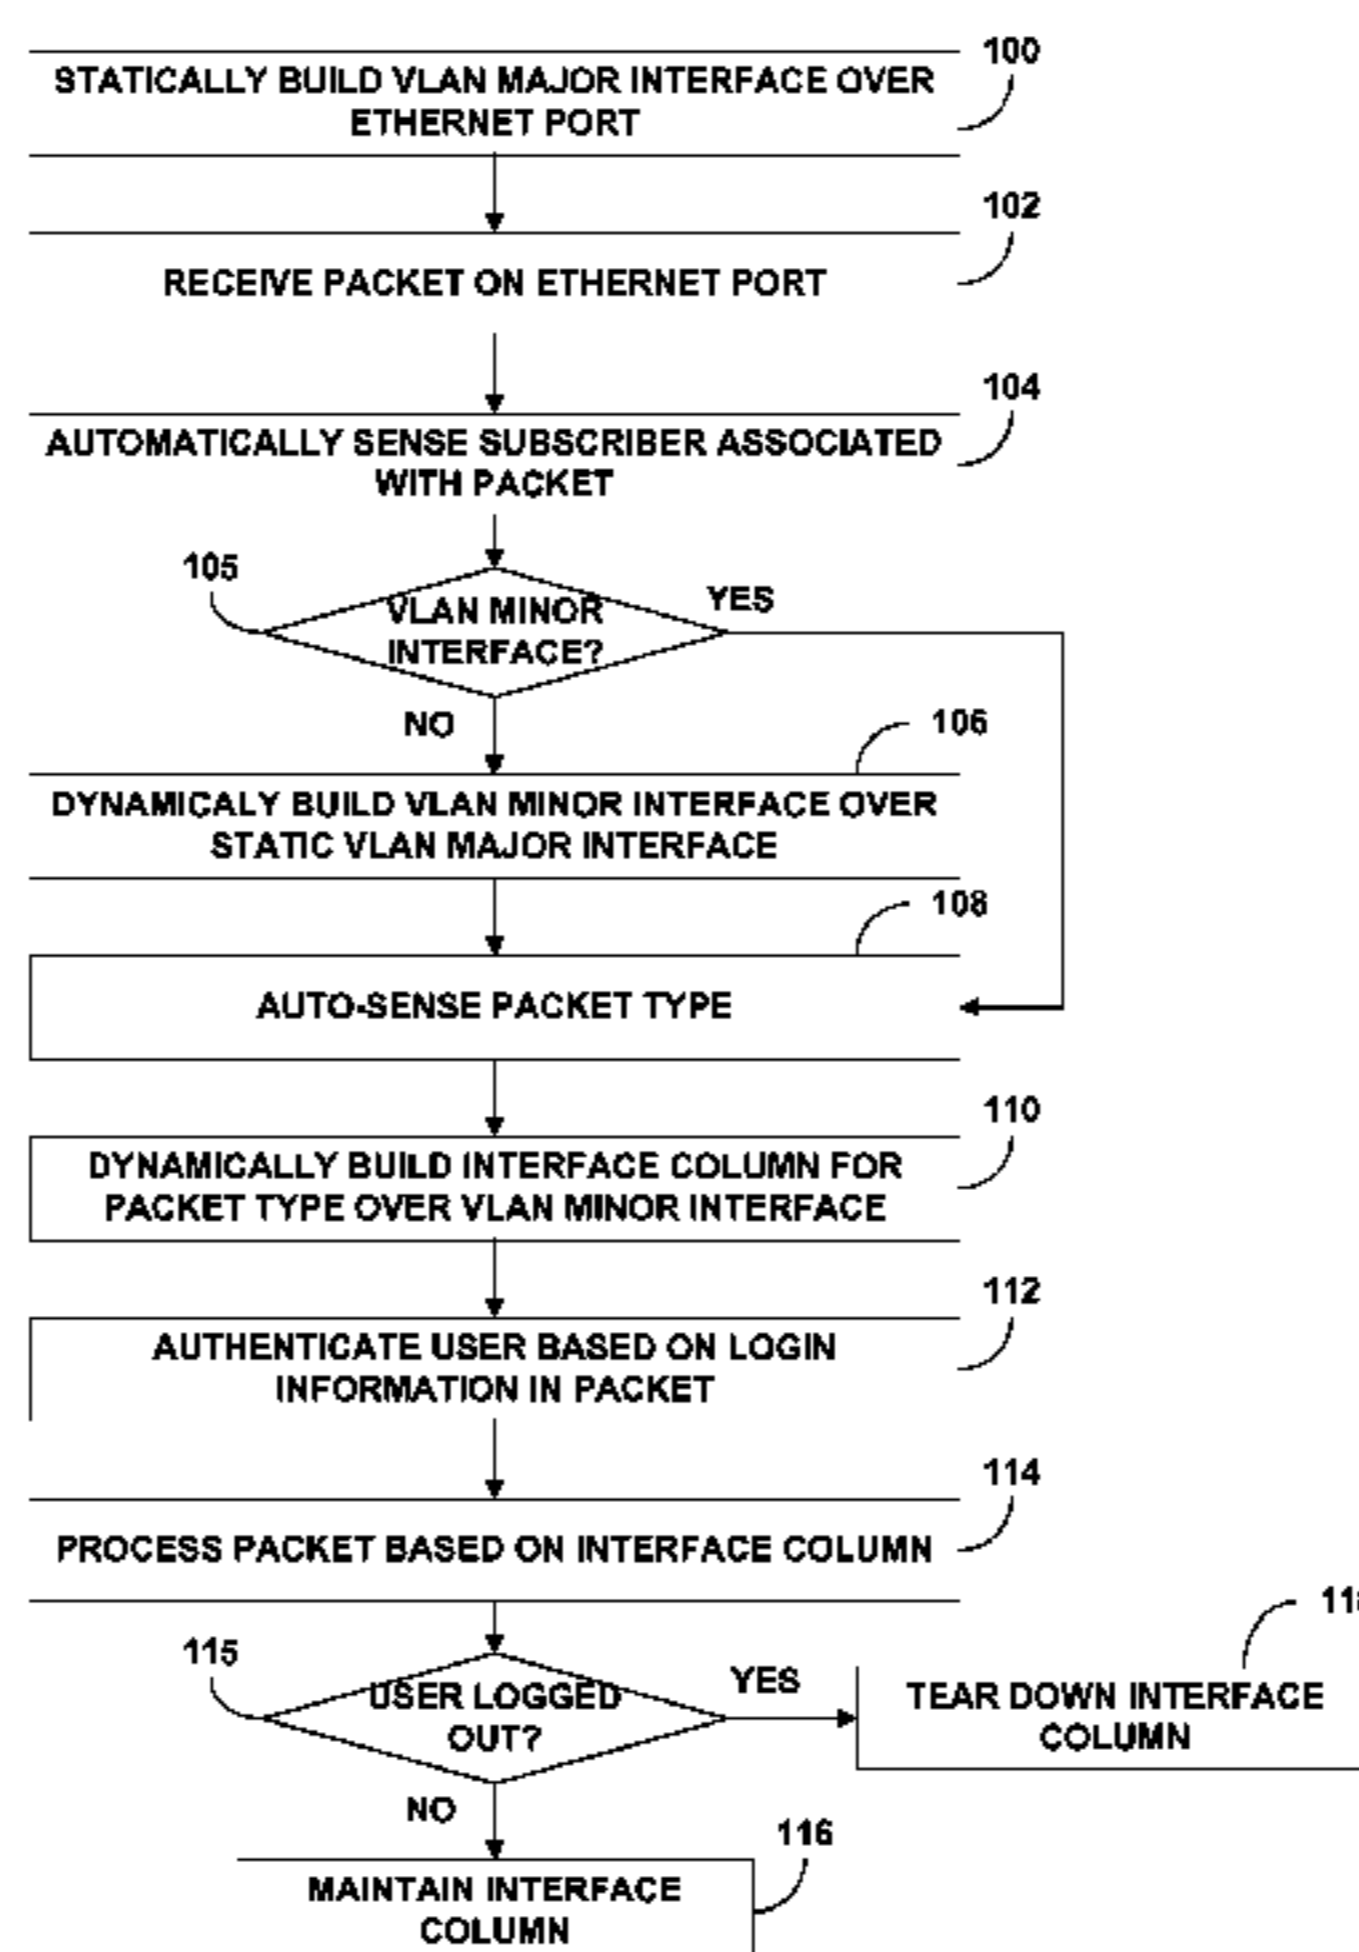 100
STATICALLY BUILD VLAN MAJOR INTERFACE OVER
ETHERNET PORT
102
RECEIVE PACKET ON ETHERNET PORT
104
AUTOMATICALLY SENSE SUBSCRIBER ASSOCIATED
WITH PACKET
105
VLAN MINOR
INTERFACE?
YES
NO
106
DYNAMICALY BUILD VLAN MINOR INTERFACE OVER
STATIC VLAN MAJOR INTERFACE
108
AUTO-SENSE PACKET TYPE
110
DYNAMICALLY BUILD INTERFACE COLUMN FOR
PACKET TYPE OVER VLAN MINOR INTERFACE
112
AUTHENTICATE USER BASED ON LOGIN
INFORMATION IN PACKET
114
PROCESS PACKET BASED ON INTERFACE COLUMN
115
USER LOGGED
OUT?
YES
TEAR DOWN INTERFACE
COLUMN
NO
116
MAINTAIN INTERFACE
COLUMN